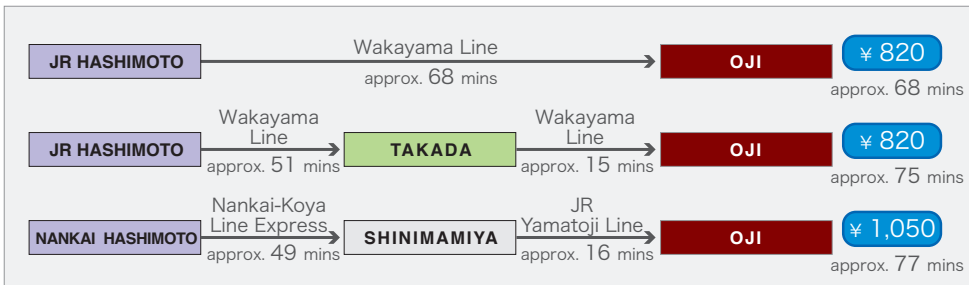 Wakayama Line
JR HASHIMOTO
OJI
¥ 820
approx. 68 mins
approx. 68 mins
Wakayama
Line
Wakayama
Line
JR HASHIMOTO
TAKADA
OJI
¥ 820
approx. 51 mins
approx. 15 mins
approx. 75 mins
Nankai-Koya
Line Express
JR
Yamatoji Line
NANKAI HASHIMOTO
SHINIMAMIYA
OJI
¥ 1,050
approx. 49 mins
approx. 16 mins
approx. 77 mins